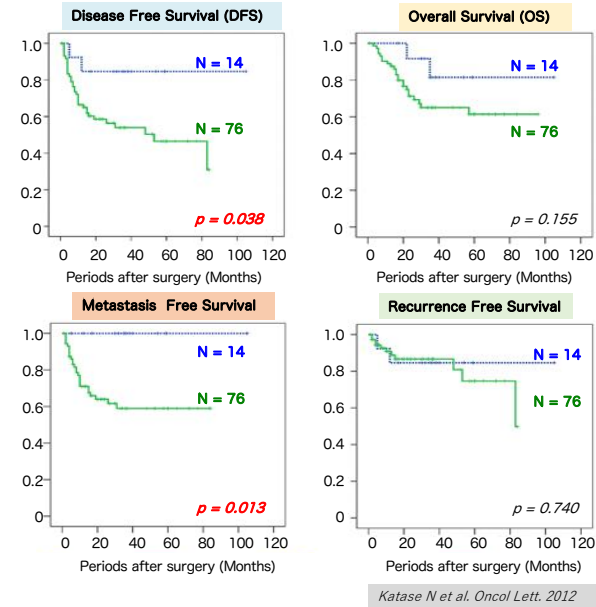 Disease Free Survival (DFS)
1.0
0.8
0.6
0.4
0.2
0
N = 14
N = 76
p = 0.038
0 20 40 60 80 100 120
Periods after surgery (Months)
Overall Survival (OS)
1.0
0.8
0.6
0.4
0.2
0
N = 14
N = 76
p = 0.155
0 20 40 60 80 100 120
Periods after surgery (Months)
Metastasis Free Survival
1.0
0.8
0.6
0.4
0.2
0
N = 14
N = 76
p = 0.013
0 20 40 60 80 100 120
Periods after surgery (Months)
Recurrence Free Survival
1.0
0.8
0.6
0.4
0.2
0
N = 14
N = 76
p = 0.740
0 20 40 60 80 100 120
Periods after surgery (Months)
Katase N et al. Oncol Lett. 2012